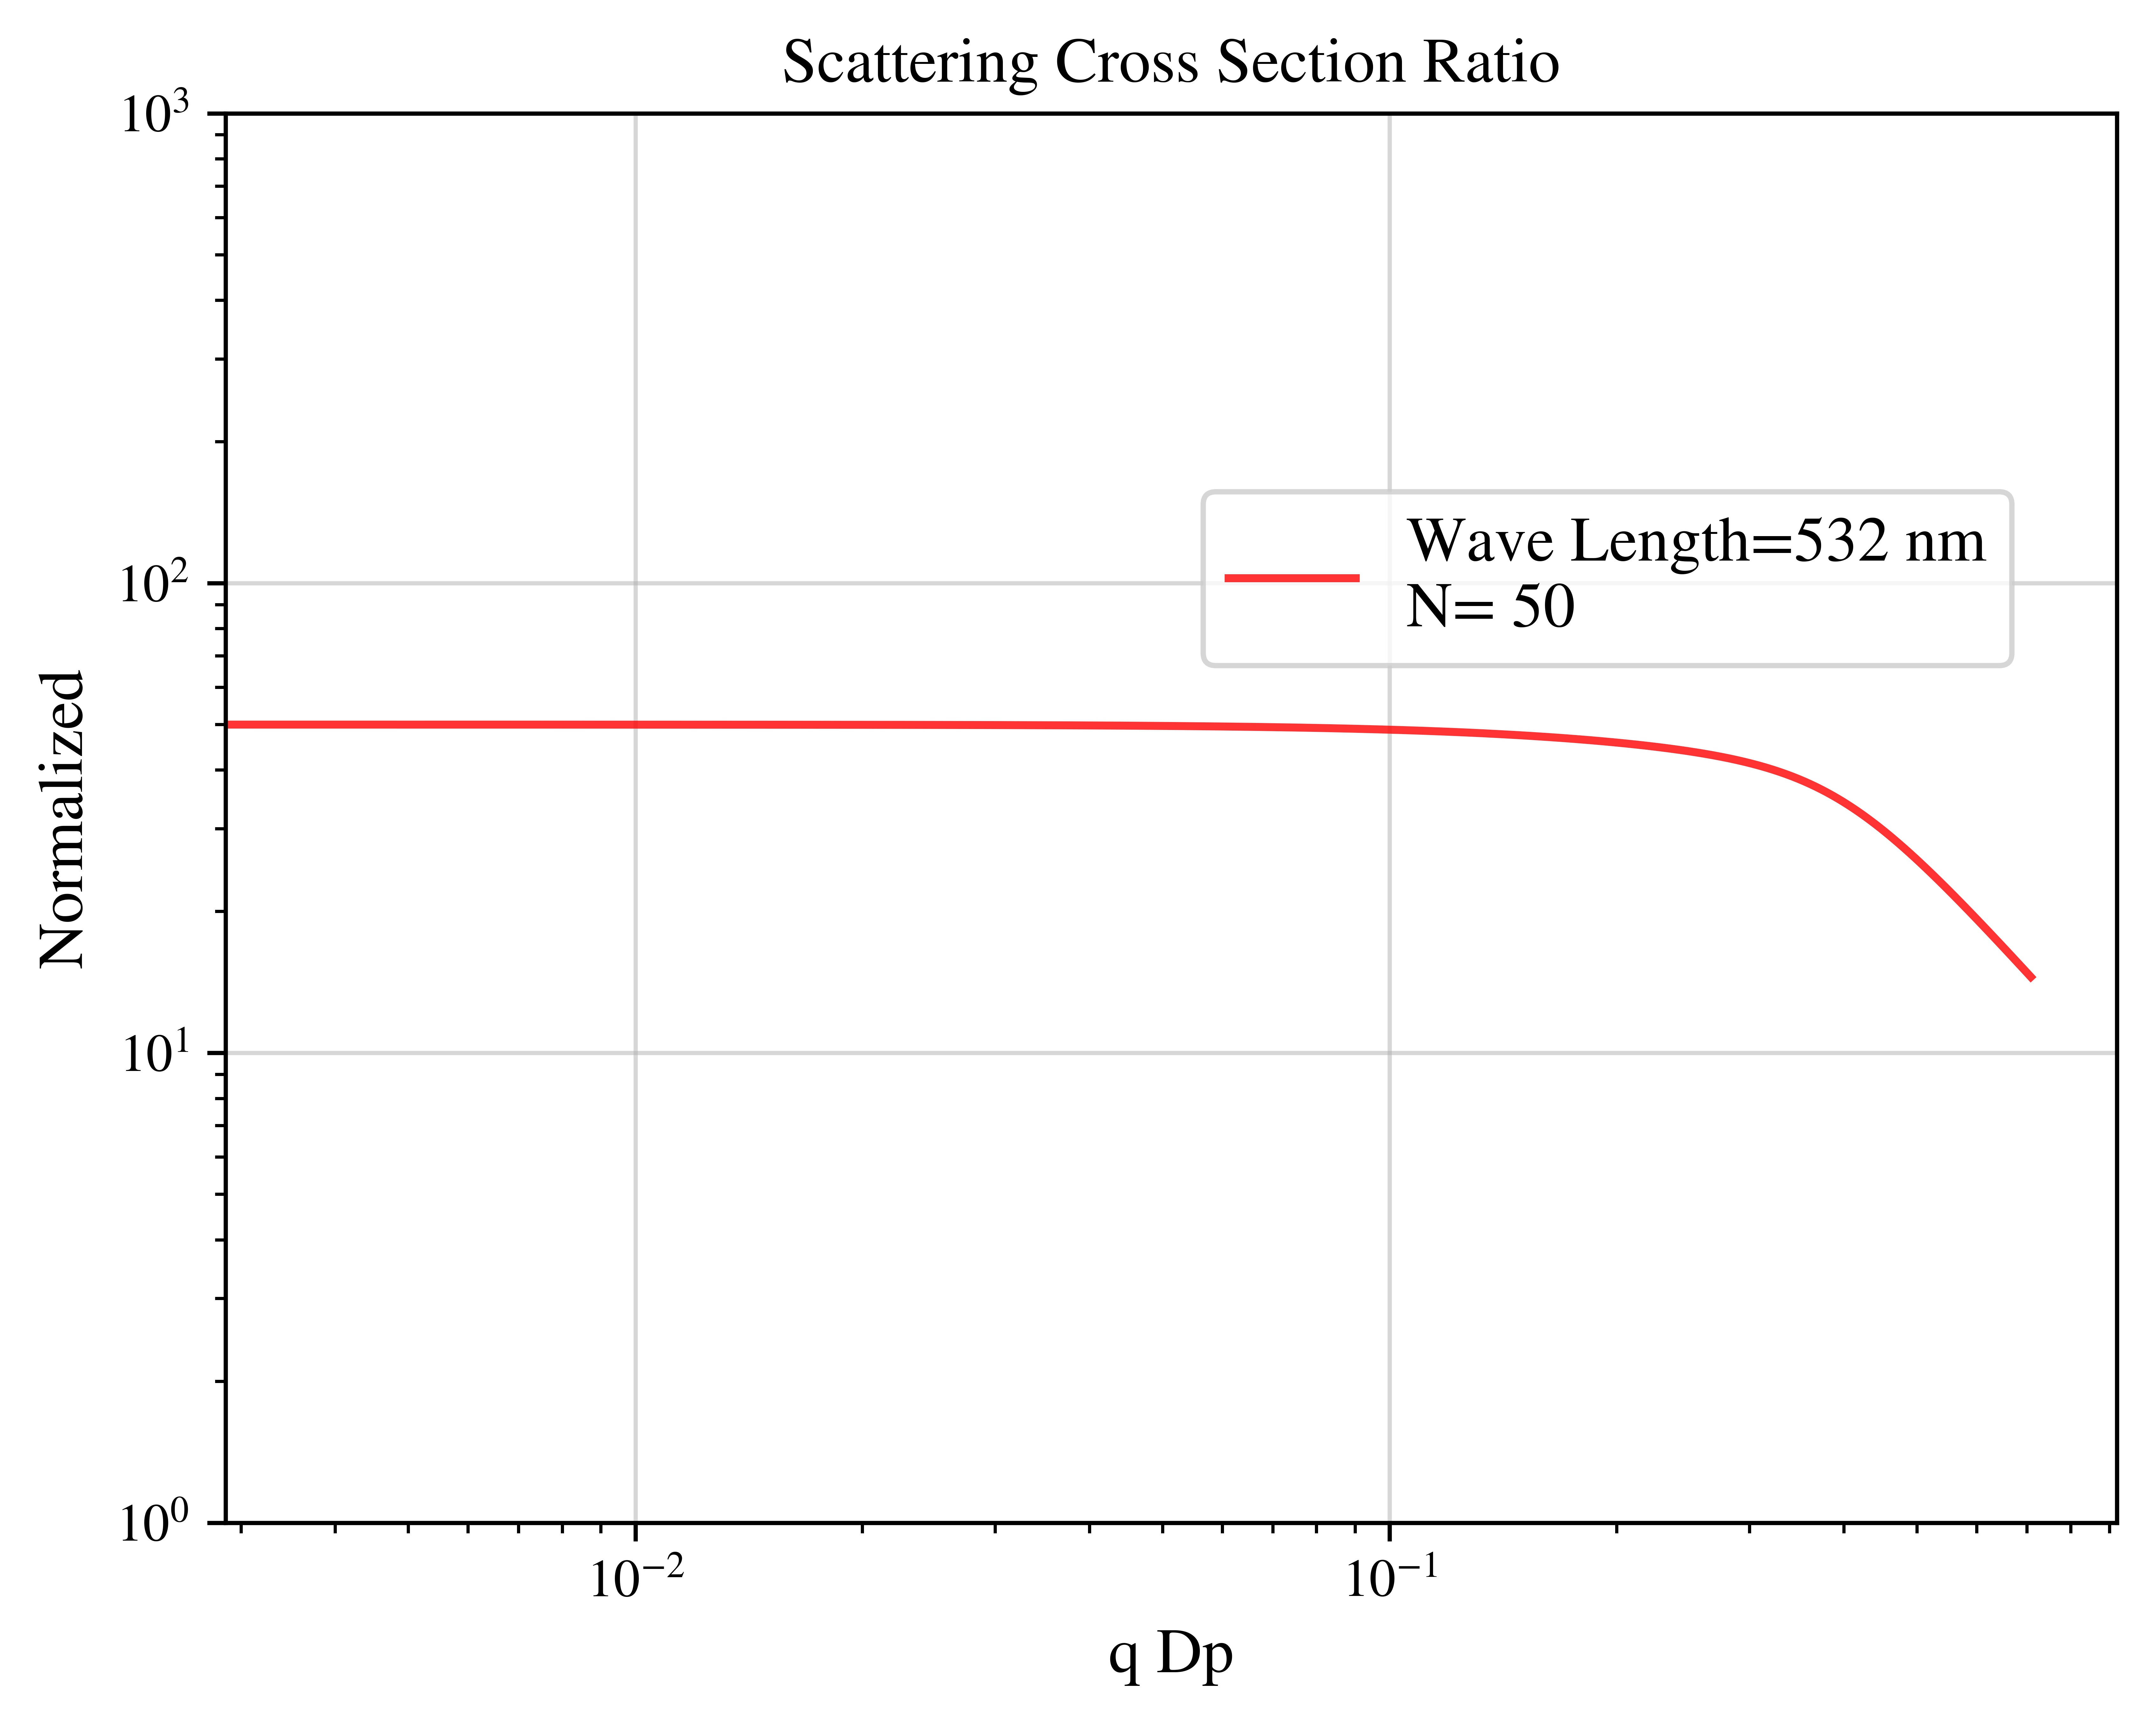 Scattering Cross Section Ratio
10³
10²
10¹
10⁰
Normalized
Wave Length=532 nm
N= 50
10⁻²
10⁻¹
q Dp